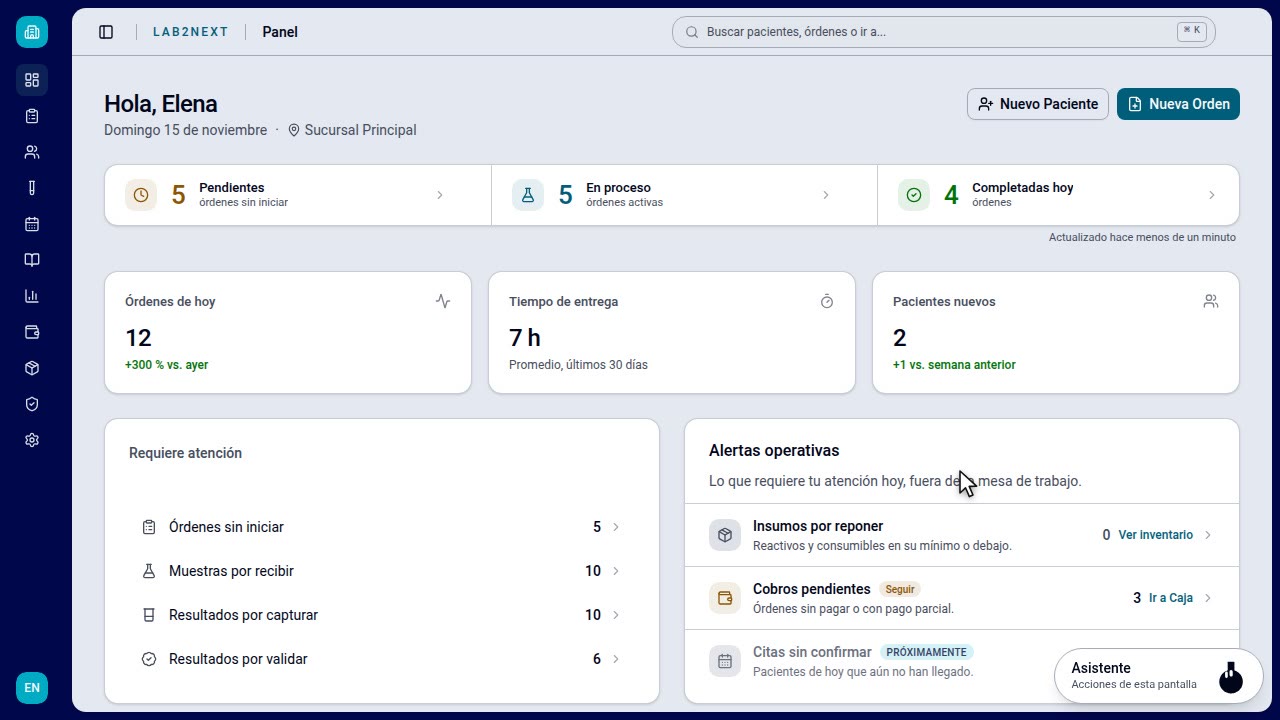 LAB2NEXT
Panel
Buscar pacientes, órdenes o ir a...
⌘ K
Hola, Elena
Domingo 15 de noviembre · Sucursal Principal
Nuevo Paciente
Nueva Orden
5
Pendientes
órdenes sin iniciar
5
En proceso
órdenes activas
4
Completadas hoy
órdenes
Actualizado hace menos de un minuto
Órdenes de hoy
12
+300 % vs. ayer
Tiempo de entrega
7 h
Promedio, últimos 30 días
Pacientes nuevos
2
+1 vs. semana anterior
Requiere atención
Órdenes sin iniciar 5
Muestras por recibir 10
Resultados por capturar 10
Resultados por validar 6
Alertas operativas
Lo que requiere tu atención hoy, fuera de mesa de trabajo.
Insumos por reponer
Reactivos y consumibles en su mínimo o debajo.
0 Ver inventario
Cobros pendientes Seguir
Órdenes sin pagar o con pago parcial.
3 Ir a Caja
Citas sin confirmar PRÓXIMAMENTE
Pacientes de hoy que aún no han llegado.
Asistente
Acciones de esta pantalla
EN